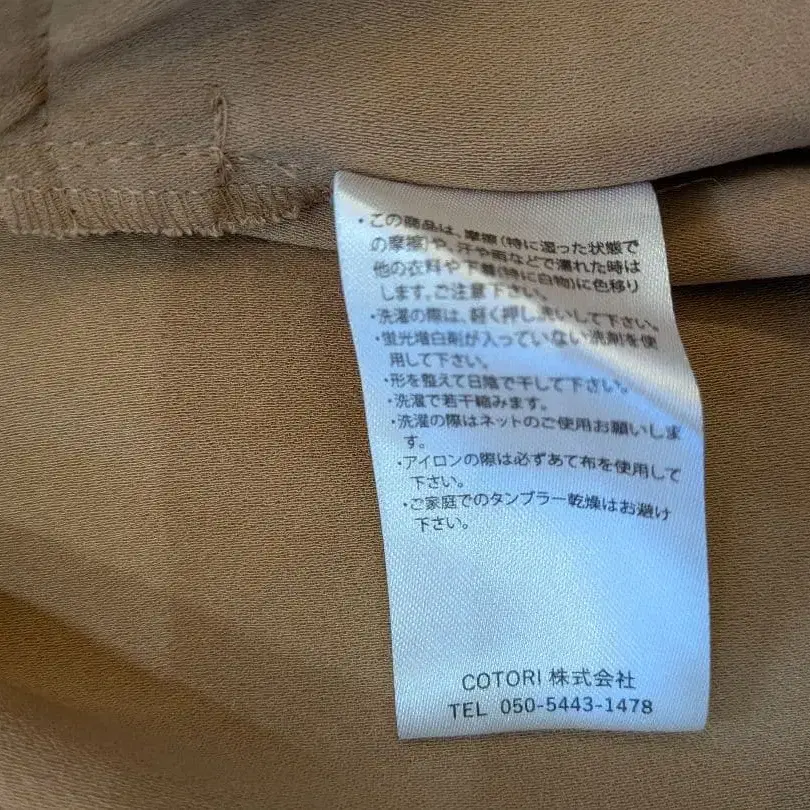 ・この商品は、摩擦(特に湿った状態で
の摩擦)や、汗や雨などで濡れた時は
他の衣料や下着(特に白物)に色移り
します。ご注意下さい。
・洗濯の際は、軽く押し洗いして下さい。
・蛍光増白剤が入っていない洗剤を使
用して下さい。
・形を整えて日陰で干して下さい。
・洗濯で若干縮みます。
・洗濯の際はネットのご使用お願いしま
す。
・アイロンの際は必ずあて布を使用して
下さい。
・ご家庭でのタンブラー乾燥はお避け
下さい。
COTORI 株式会社
TEL 050-5443-1478